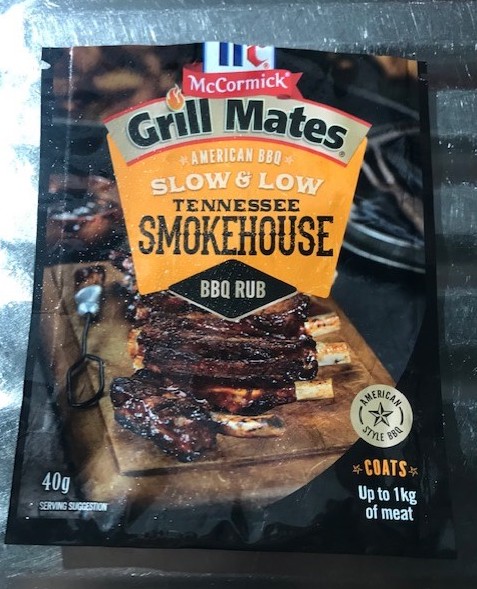 McCormick®
Grill Mates®
AMERICAN BBQ
SLOW & LOW
TENNESSEE
SMOKEHOUSE
BBQ RUB
AMERICAN
STYLE BBQ
COATS
Up to 1kg
of meat
40g
SERVING SUGGESTION